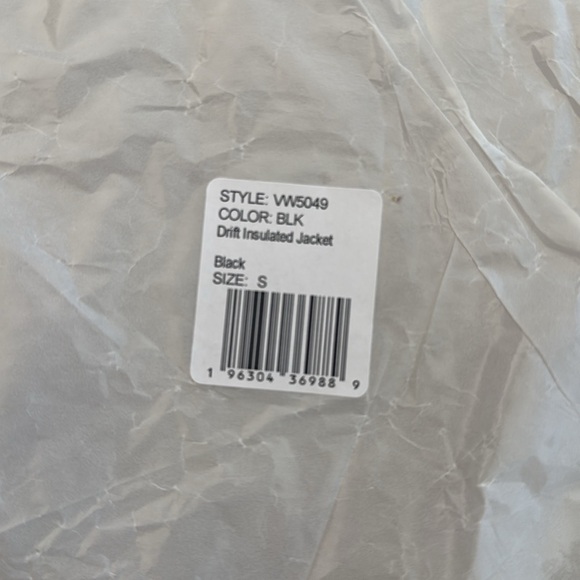 STYLE: VW5049
COLOR: BLK
Drift Insulated Jacket
Black
SIZE: S
1 96304 36988 9